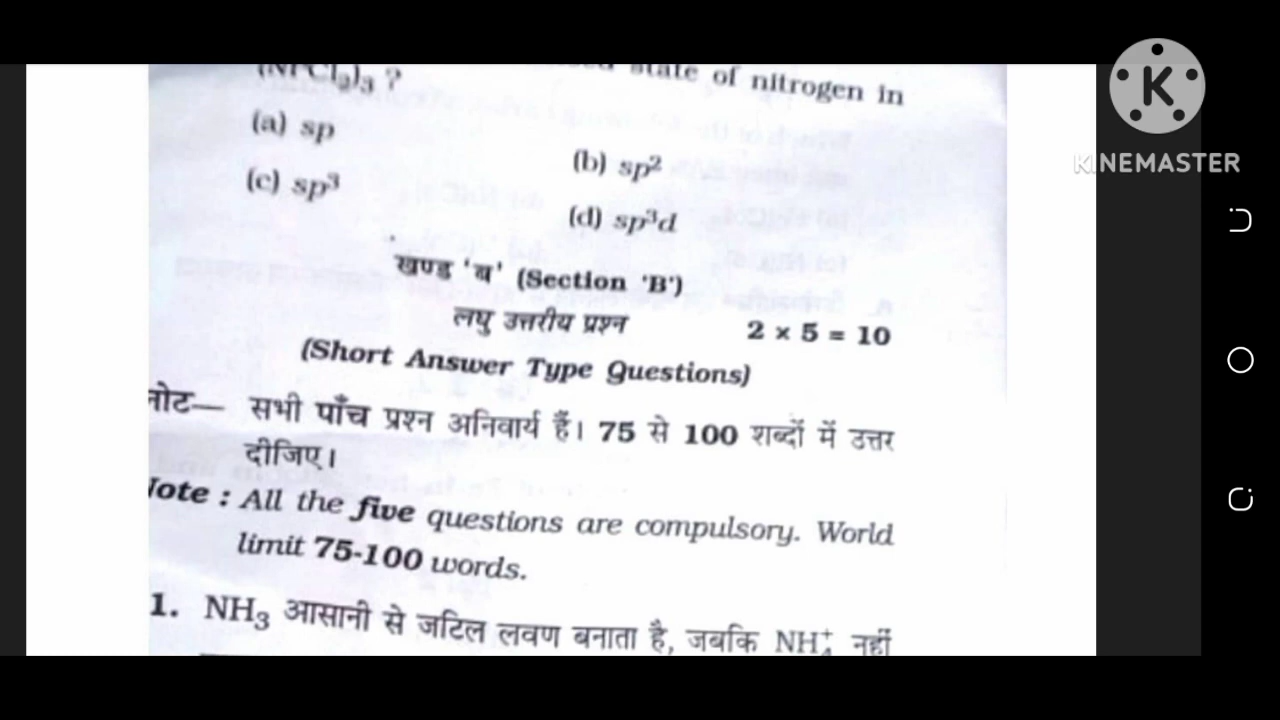 state of nitrogen in
(NPCl₂)₃ ?
(a) sp
(b) sp²
(c) sp³
(d) sp³d
खण्ड 'ब' (Section 'B')
लघु उत्तरीय प्रश्न 2 × 5 = 10
(Short Answer Type Questions)
नोट— सभी पाँच प्रश्न अनिवार्य हैं। 75 से 100 शब्दों में उत्तर
दीजिए।
Note : All the five questions are compulsory. World
limit 75-100 words.
1. NH₃ आसानी से जटिल लवण बनाता है, जबकि NH₄⁺ नहीं
KINEMASTER